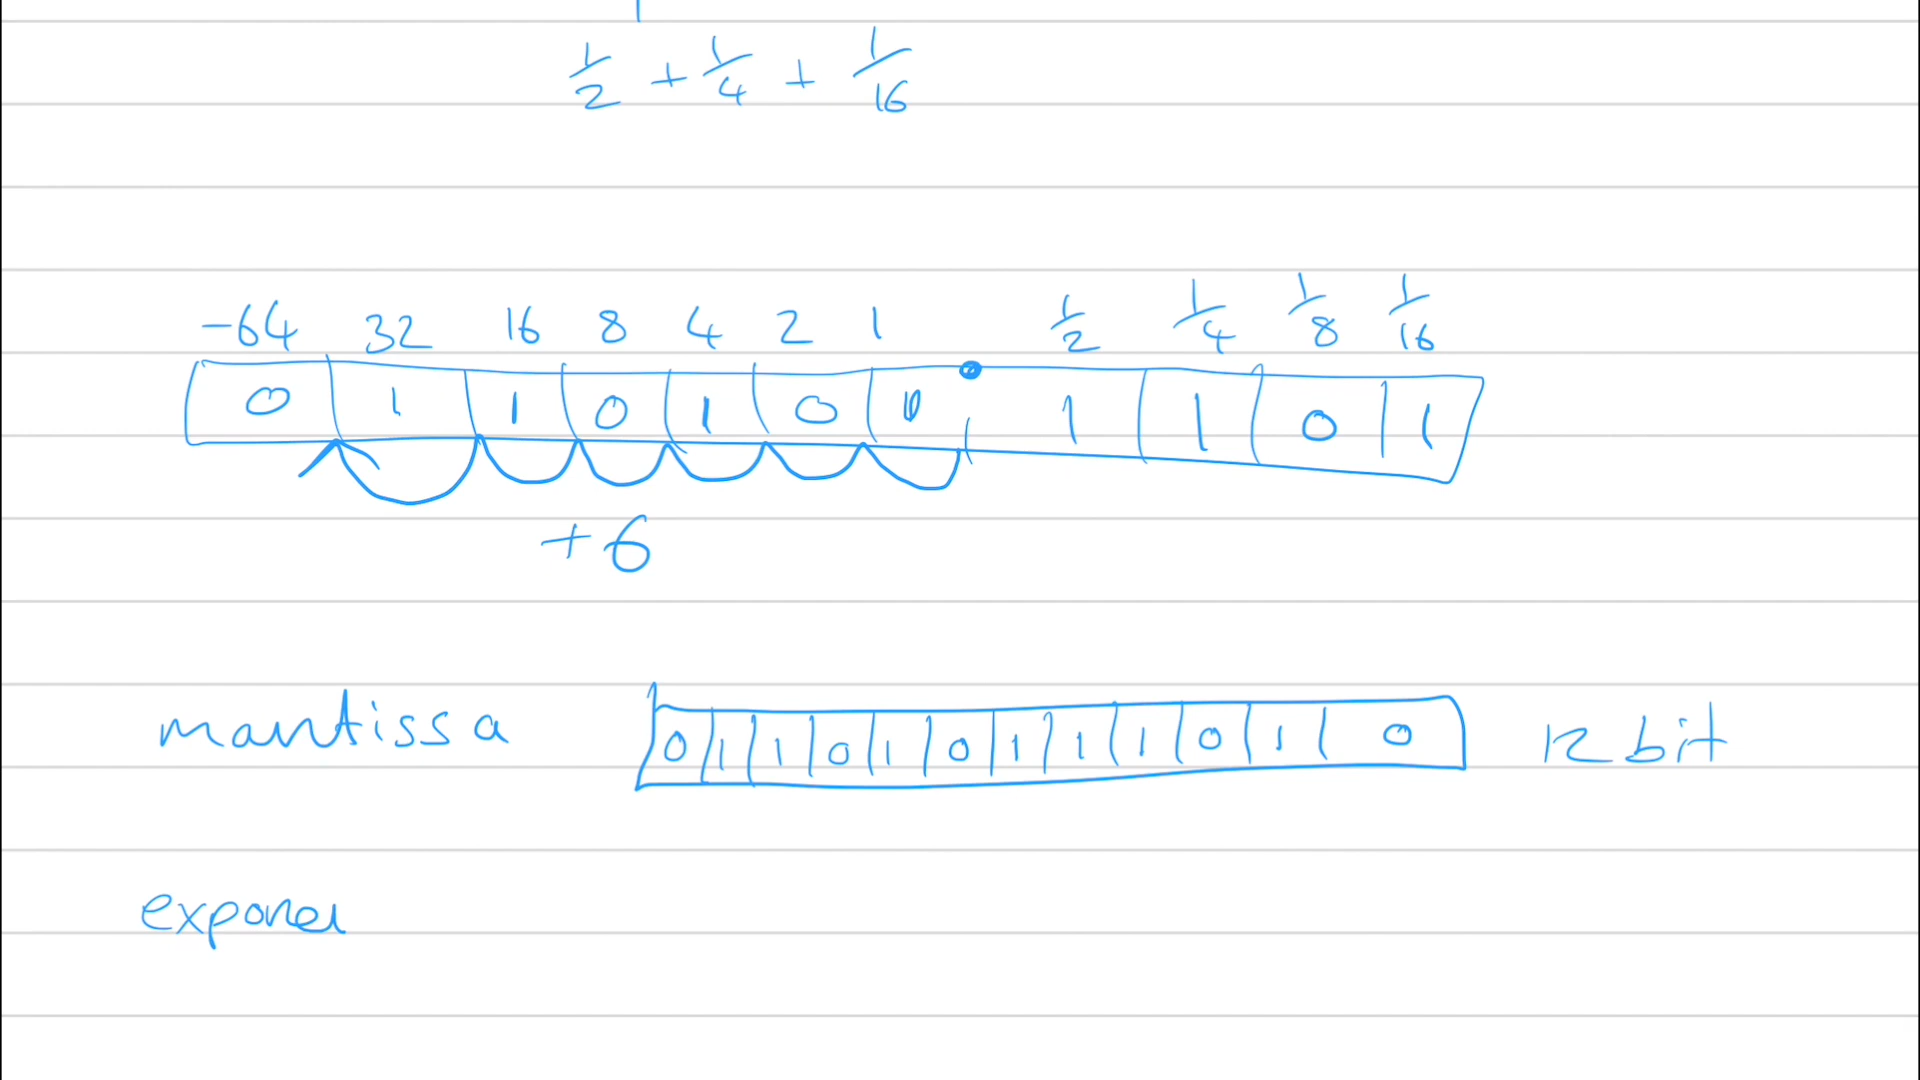 1/2 + 1/4 + 1/16
-64 32 16 8 4 2 1 1/2 1/4 1/8 1/16
0 1 1 0 1 0 1 1 1 0 1
+6
mantissa 0 1 1 0 1 0 1 1 1 0 1 0 12 bit
exponen